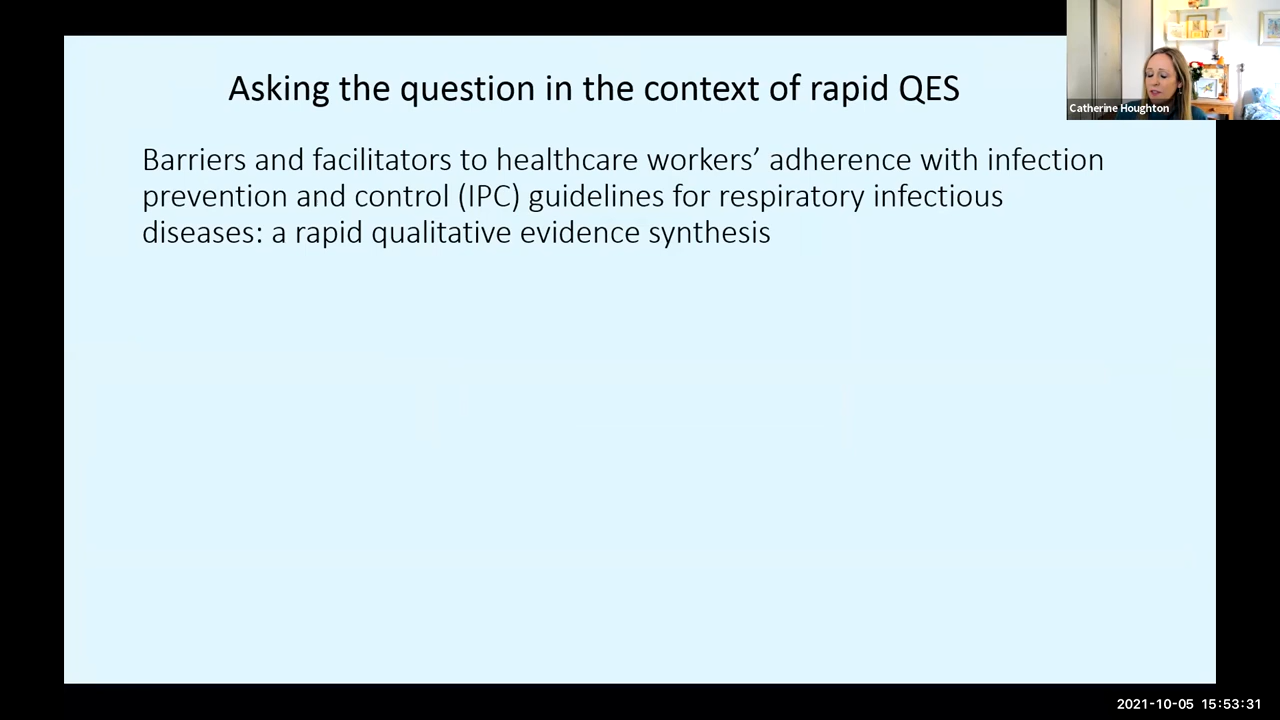 Asking the question in the context of rapid QES
Catherine Houghton
Barriers and facilitators to healthcare workers’ adherence with infection
prevention and control (IPC) guidelines for respiratory infectious
diseases: a rapid qualitative evidence synthesis
2021-10-05 15:53:31